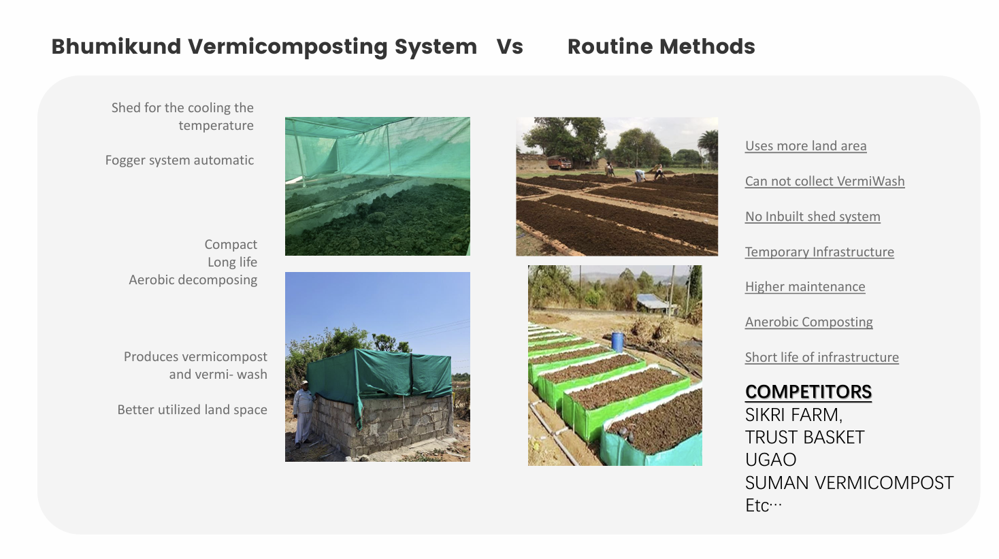 Bhumikund Vermicomposting System Vs Routine Methods
Shed for the cooling the
temperature
Fogger system automatic
Compact
Long life
Aerobic decomposing
Produces vermicompost
and vermi- wash
Better utilized land space
Uses more land area
Can not collect VermiWash
No Inbuilt shed system
Temporary Infrastructure
Higher maintenance
Anerobic Composting
Short life of infrastructure
COMPETITORS
SIKRI FARM,
TRUST BASKET
UGAO
SUMAN VERMICOMPOST
Etc…